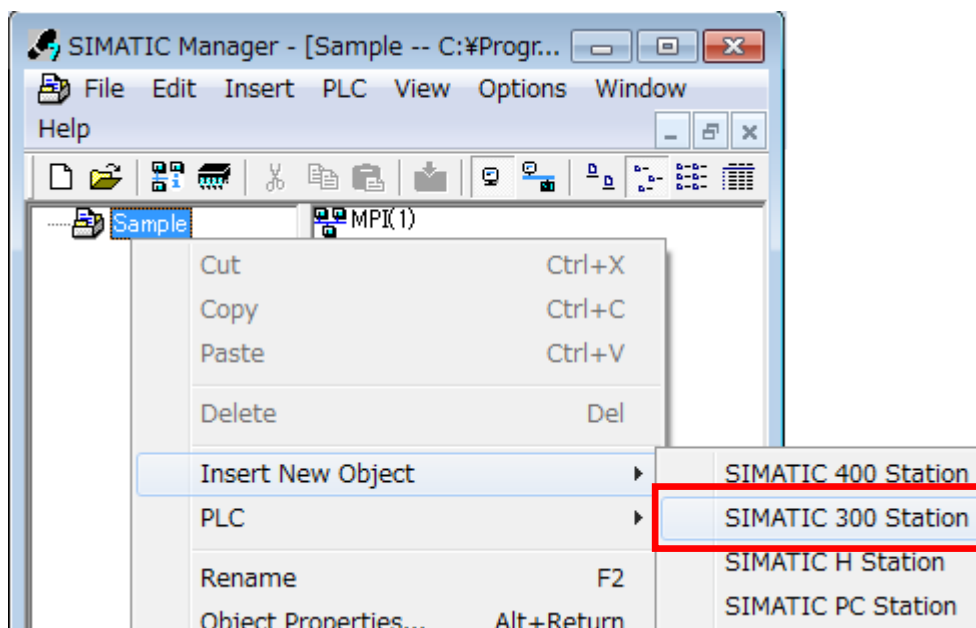 SIMATIC Manager - [Sample -- C:¥Progr...
File Edit Insert PLC View Options Window
Help
Sample
MPI(1)
Cut Ctrl+X
Copy Ctrl+C
Paste Ctrl+V
Delete Del
Insert New Object
SIMATIC 400 Station
PLC
SIMATIC 300 Station
SIMATIC H Station
Rename F2
SIMATIC PC Station
Object Properties... Alt+Return